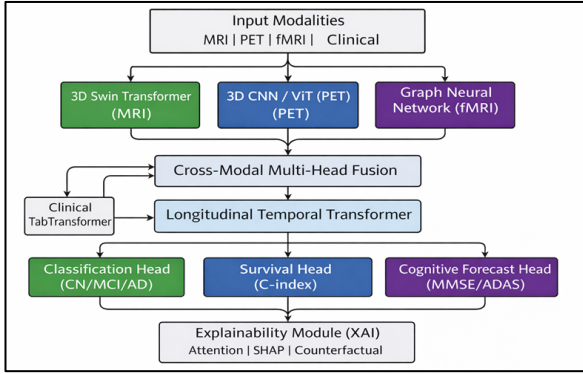 Input Modalities
MRI | PET | fMRI | Clinical
3D Swin Transformer
(MRI)
3D CNN / ViT (PET)
(PET)
Graph Neural
Network (fMRI)
Cross-Modal Multi-Head Fusion
Clinical
TabTransformer
Longitudinal Temporal Transformer
Classification Head
(CN/MCI/AD)
Survival Head
(C-index)
Cognitive Forecast Head
(MMSE/ADAS)
Explainability Module (XAI)
Attention | SHAP | Counterfactual